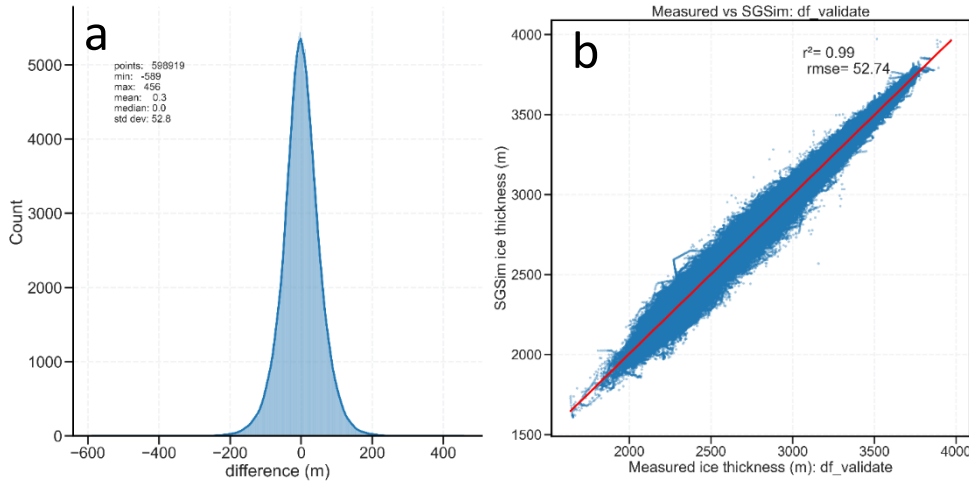 a
points: 598919
min: -589
max: 456
mean: 0.3
median: 0.0
std dev: 52.8
5000
4000
3000
2000
1000
0
Count
−600
−400
−200
0
200
400
difference (m)
Measured vs SGSim: df_validate
b
r²= 0.99
rmse= 52.74
4000
3500
3000
2500
2000
1500
SGSim ice thickness (m)
2000
2500
3000
3500
4000
Measured ice thickness (m): df_validate